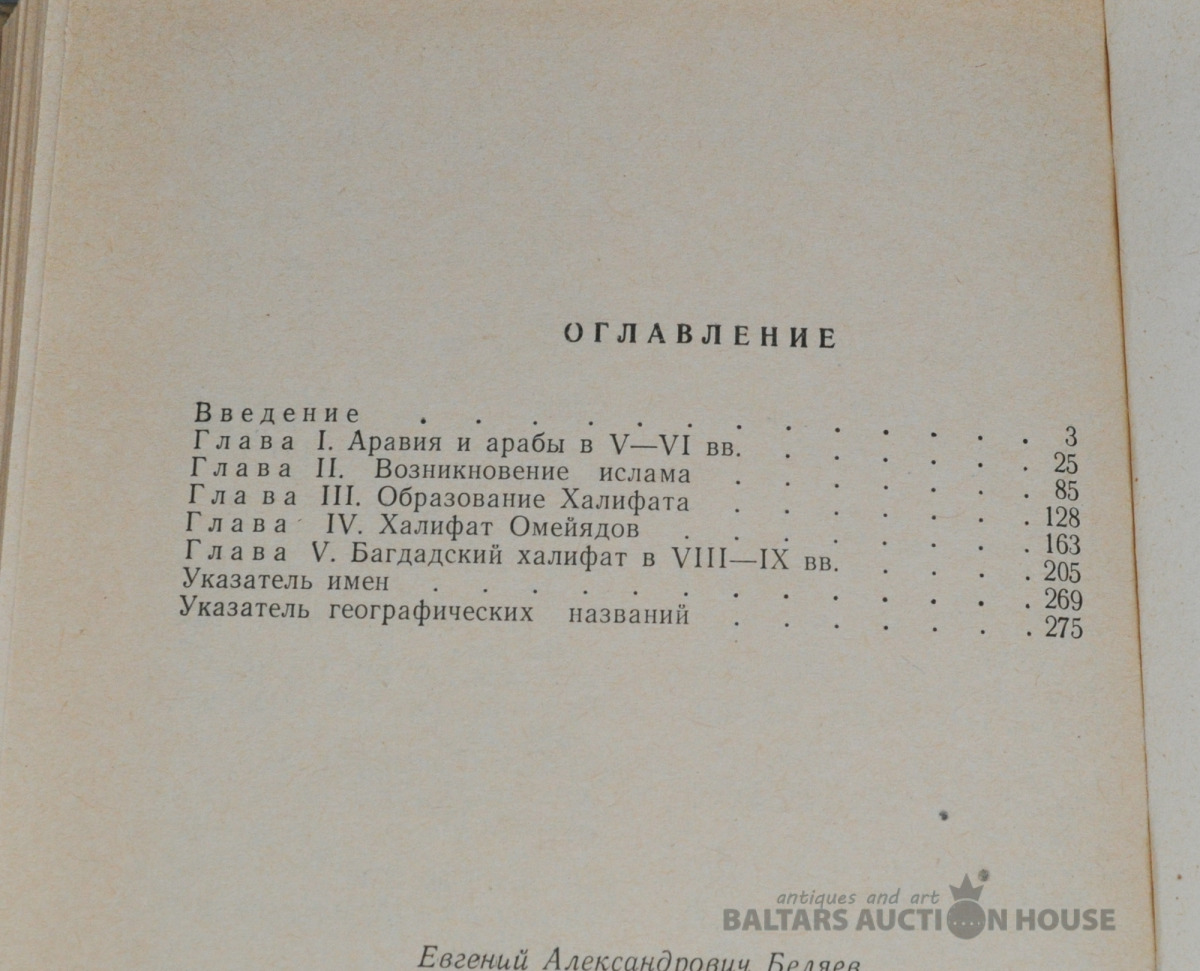 ОГЛАВЛЕНИЕ
Введение . . . . . . . . . . . . 3
Глава I. Аравия и арабы в V—VI вв. . . . . . . 25
Глава II. Возникновение ислама . . . . . . . 85
Глава III. Образование Халифата . . . . . . . 128
Глава IV. Халифат Омейядов . . . . . . . . 163
Глава V. Багдадский халифат в VIII—IX вв. . . . . 205
Указатель имен . . . . . . . . . . . . . 269
Указатель географических названий . . . . . . . 275
antiques and art
BALTARS AUCTION HOUSE
Евгений Александрович Беляев